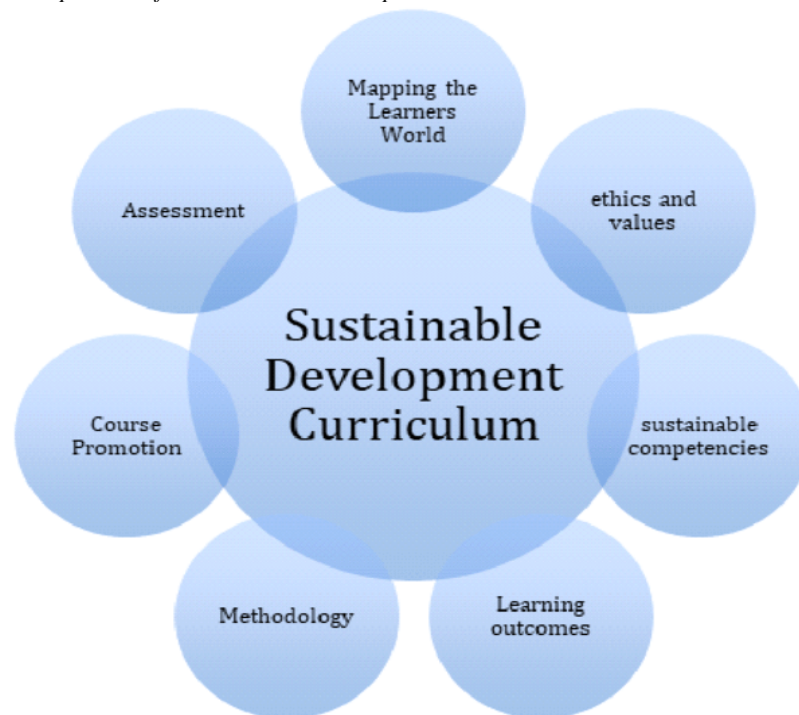 Mapping the
Learners
World
ethics and
values
sustainable
competencies
Learning
outcomes
Methodology
Course
Promotion
Assessment
Sustainable
Development
Curriculum